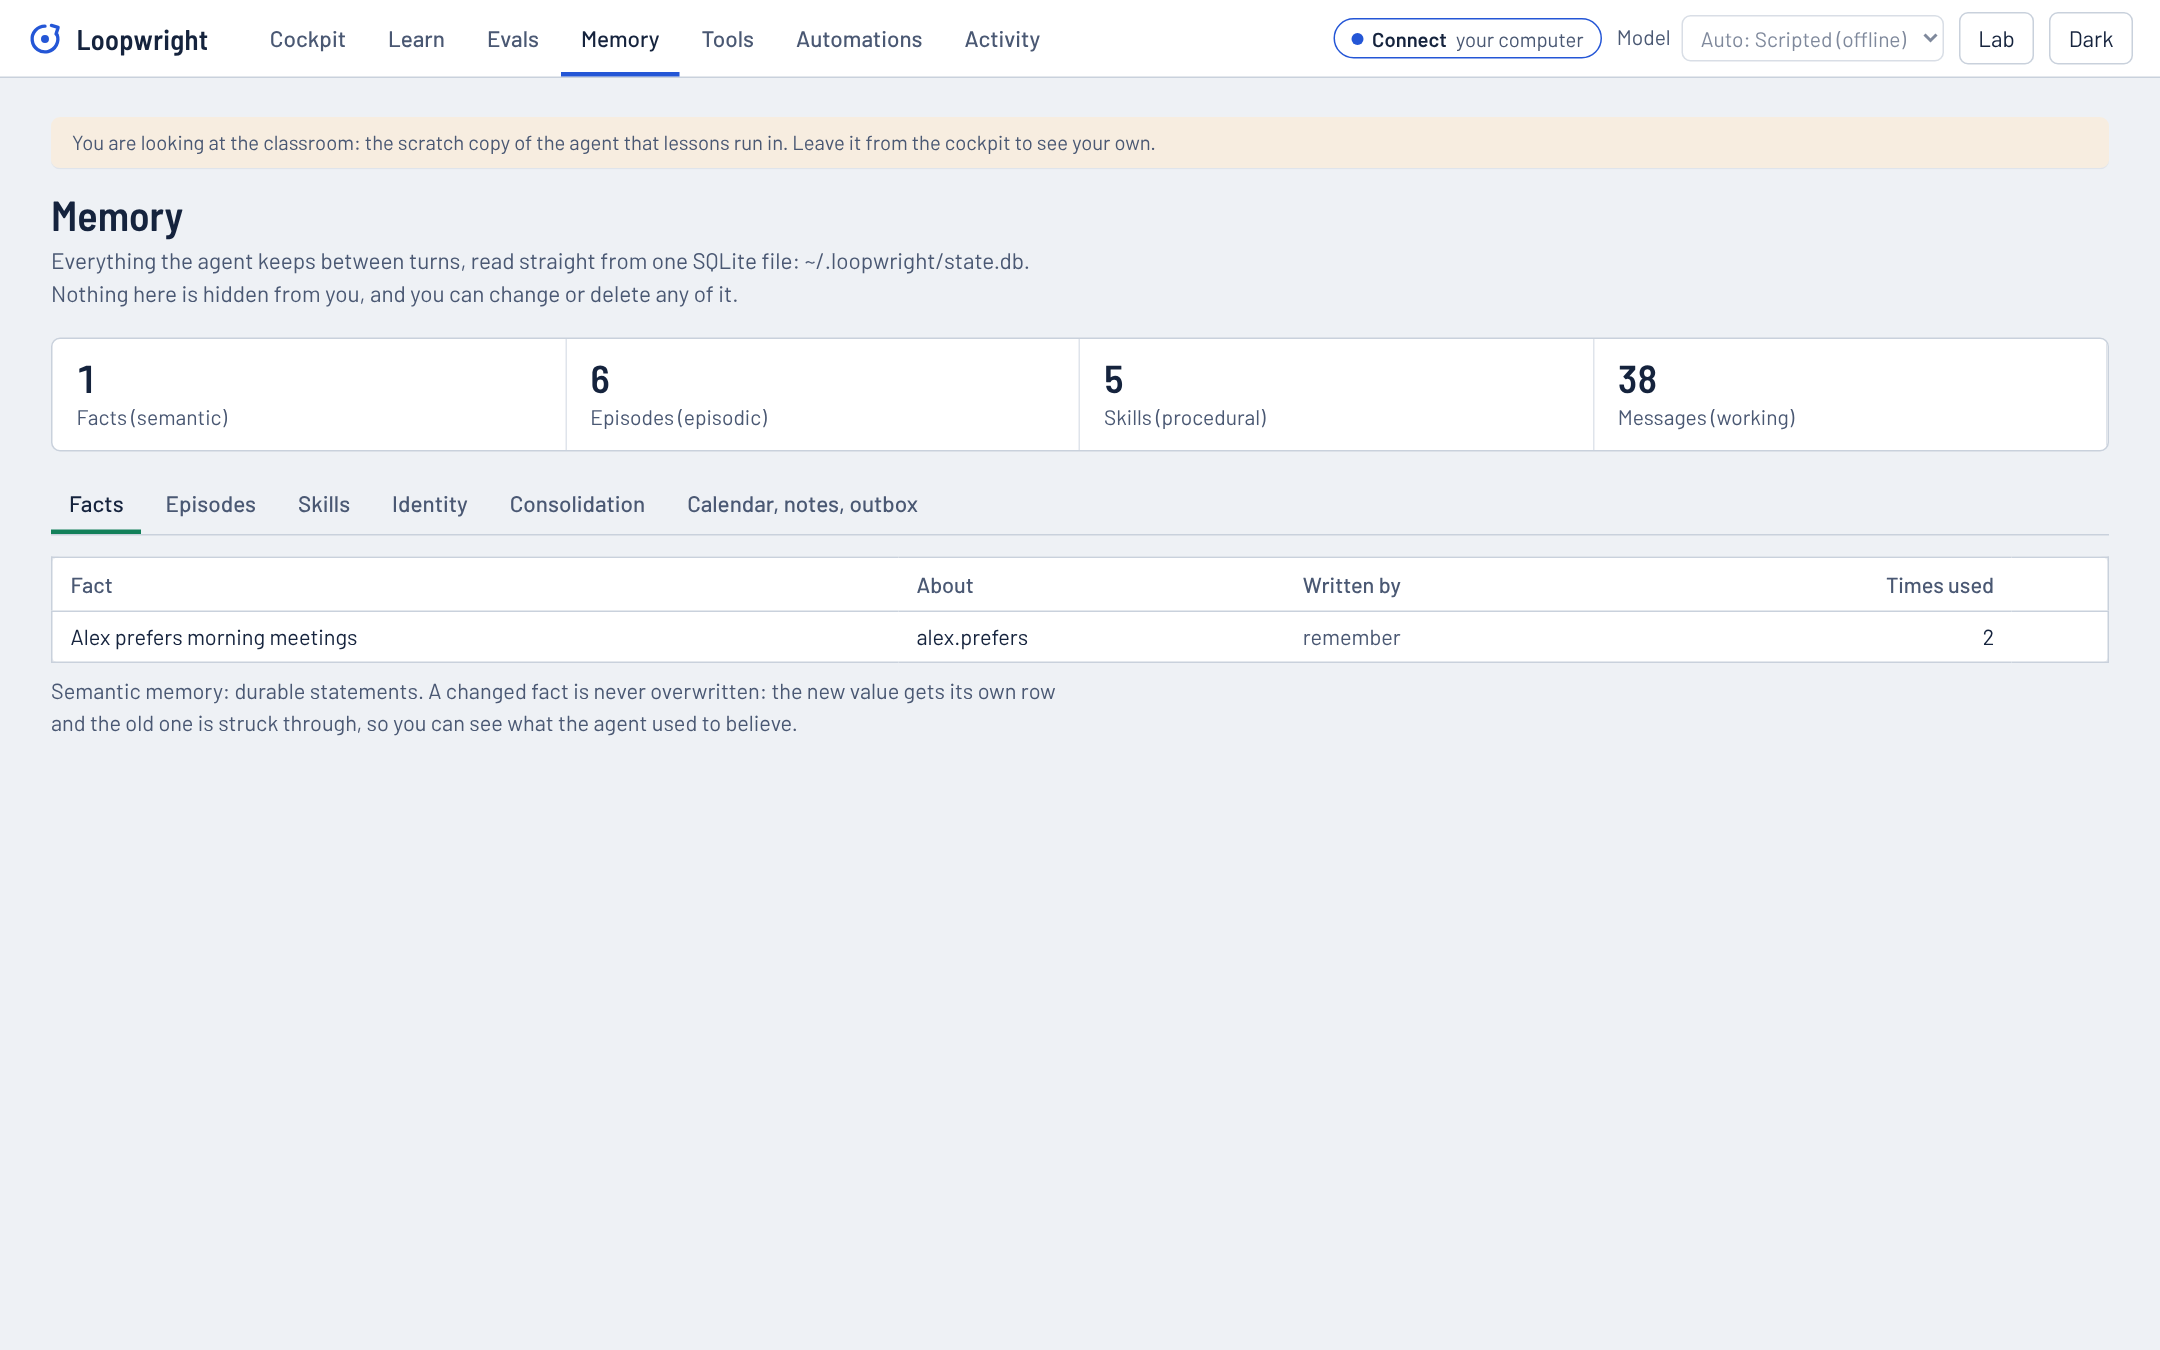 Loopwright
Cockpit
Learn
Evals
Memory
Tools
Automations
Activity
Connect your computer
Model
Auto: Scripted (offline)
Lab
Dark
You are looking at the classroom: the scratch copy of the agent that lessons run in. Leave it from the cockpit to see your own.
Memory
Everything the agent keeps between turns, read straight from one SQLite file: ~/.loopwright/state.db.
Nothing here is hidden from you, and you can change or delete any of it.
1
Facts (semantic)
6
Episodes (episodic)
5
Skills (procedural)
38
Messages (working)
Facts
Episodes
Skills
Identity
Consolidation
Calendar, notes, outbox
Fact
About
Written by
Times used
Alex prefers morning meetings
alex.prefers
remember
2
Semantic memory: durable statements. A changed fact is never overwritten: the new value gets its own row
and the old one is struck through, so you can see what the agent used to believe.